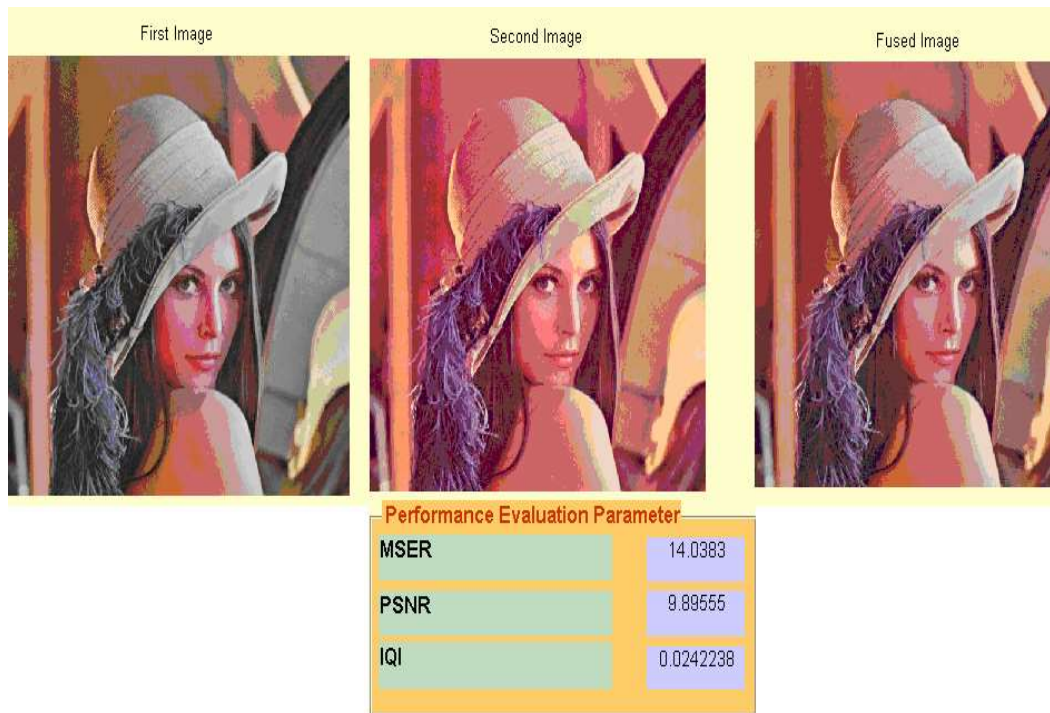 First Image
Second Image
Fused Image
Performance Evaluation Parameter
MSER 14.0383
PSNR 9.89555
IQI 0.0242238